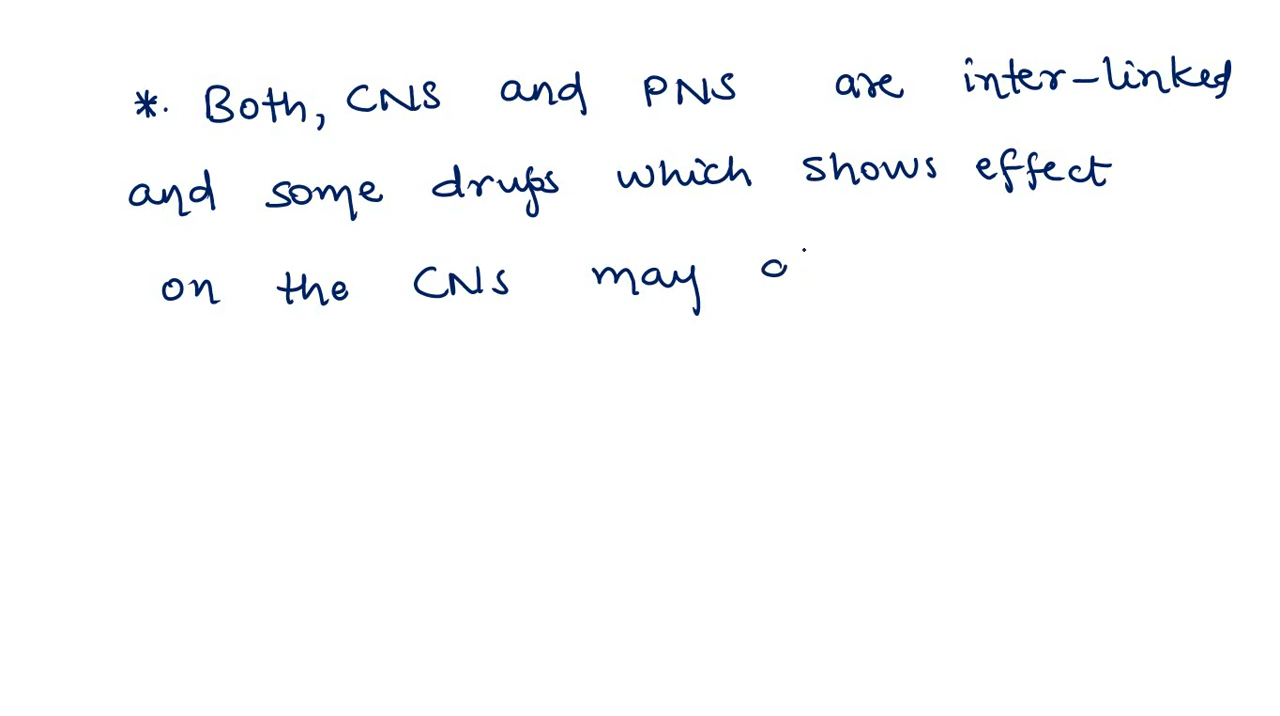 *. Both, CNS and PNS are inter-linked
and some drugs which shows effect
on the CNS may